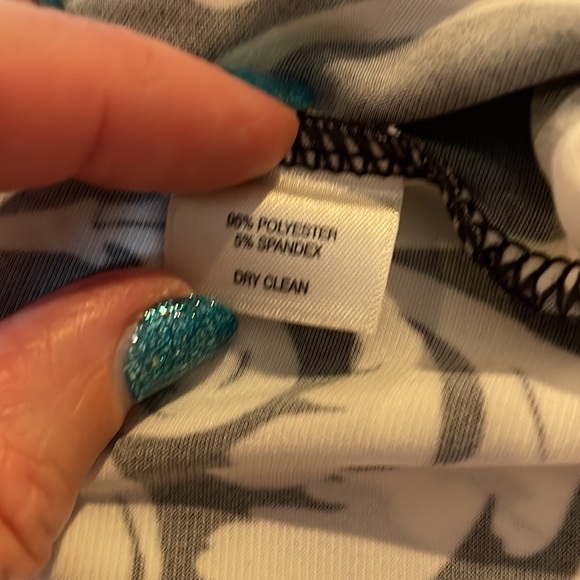 95% POLYESTER
5% SPANDEX
DRY CLEAN